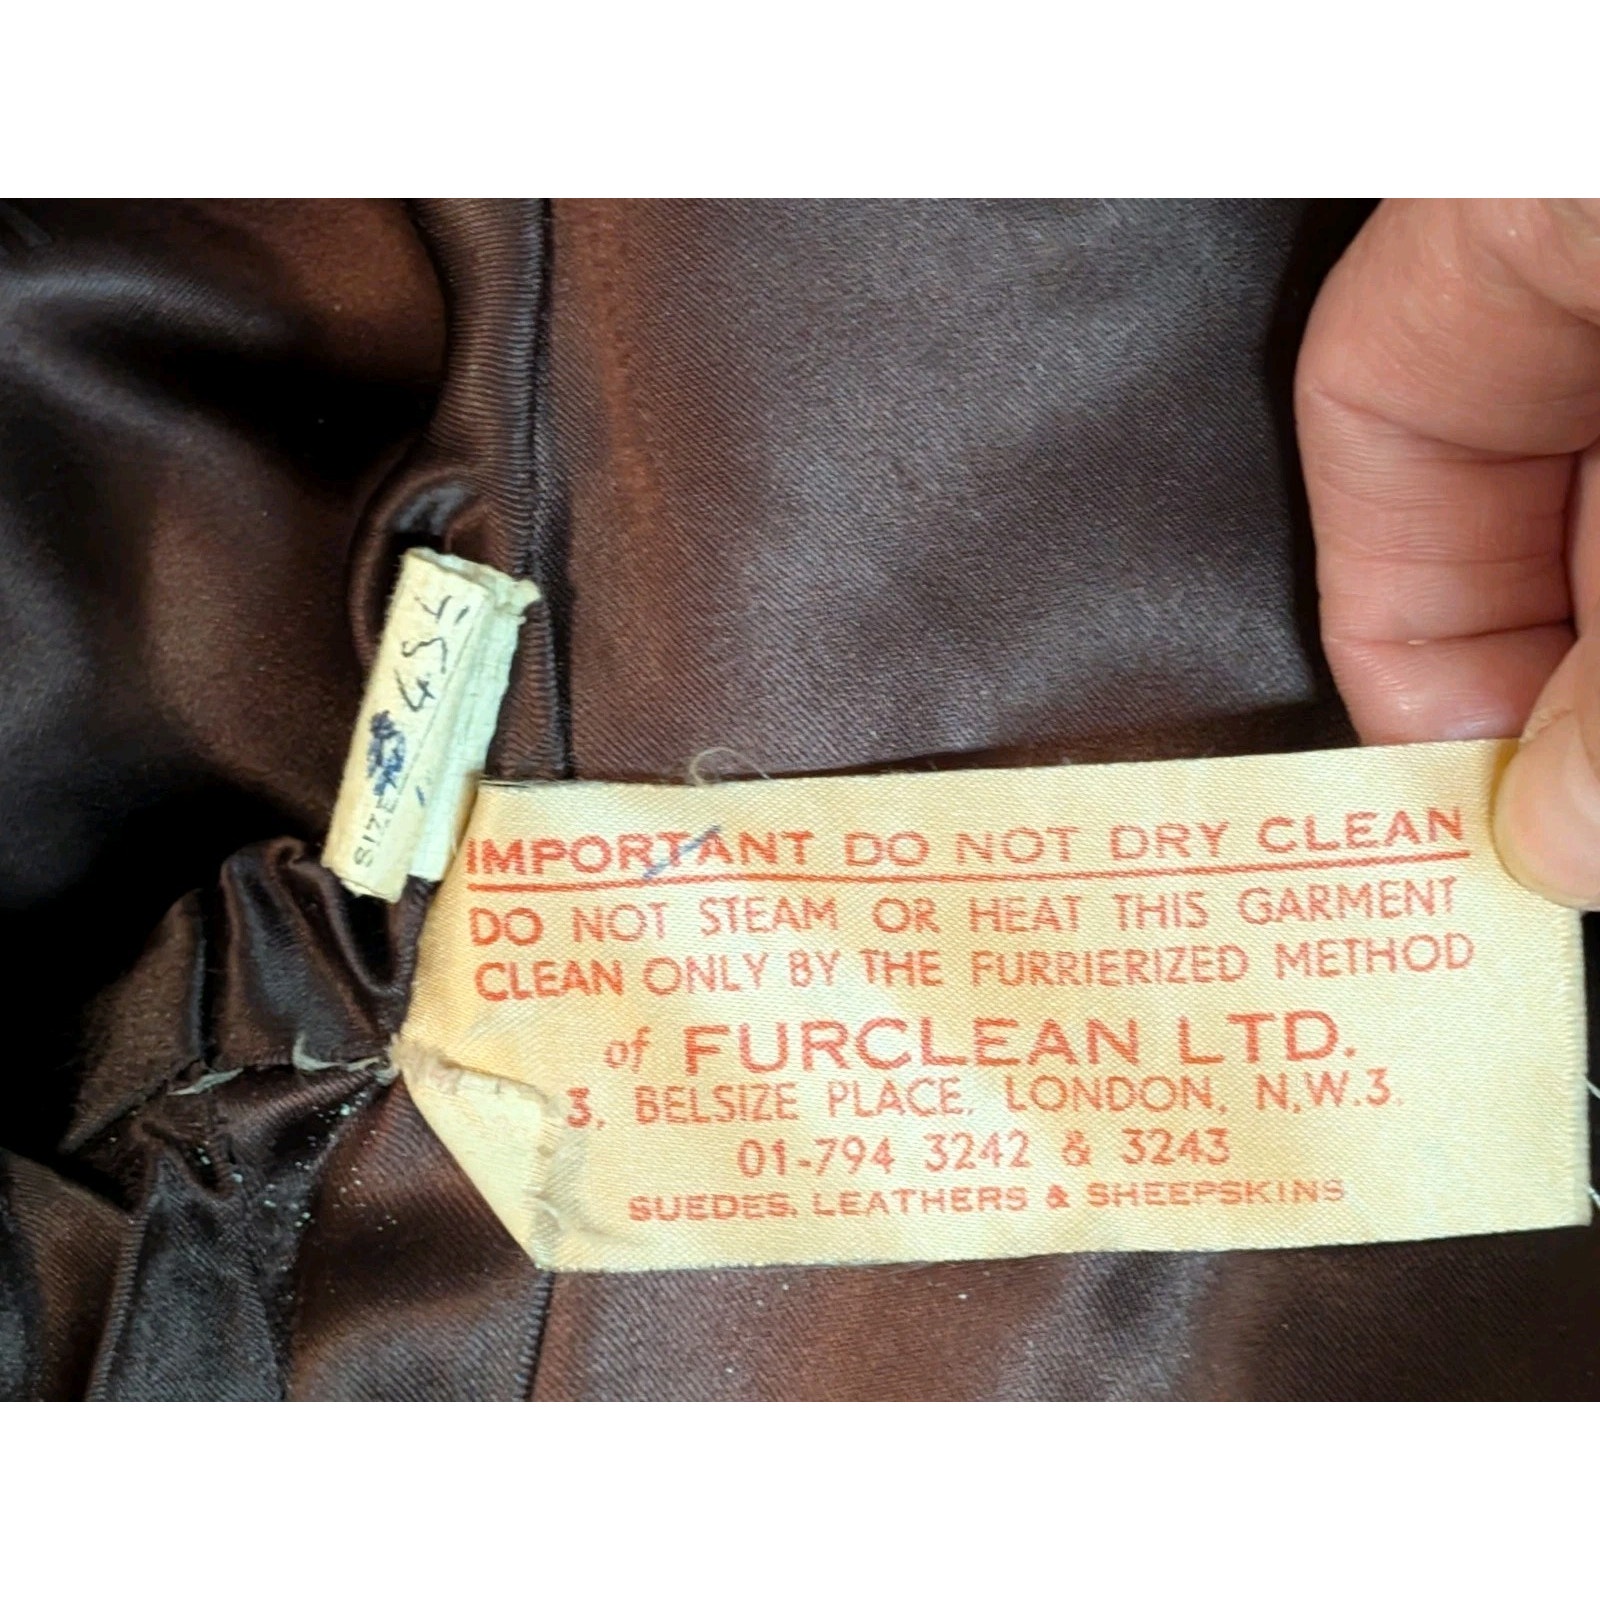 SIZE 43L
IMPORTANT DO NOT DRY CLEAN
DO NOT STEAM OR HEAT THIS GARMENT
CLEAN ONLY BY THE FURRIERIZED METHOD
of FURCLEAN LTD.
3, BELSIZE PLACE, LONDON, N.W.3.
01-794 3242 & 3243
SUEDES, LEATHERS & SHEEPSKINS